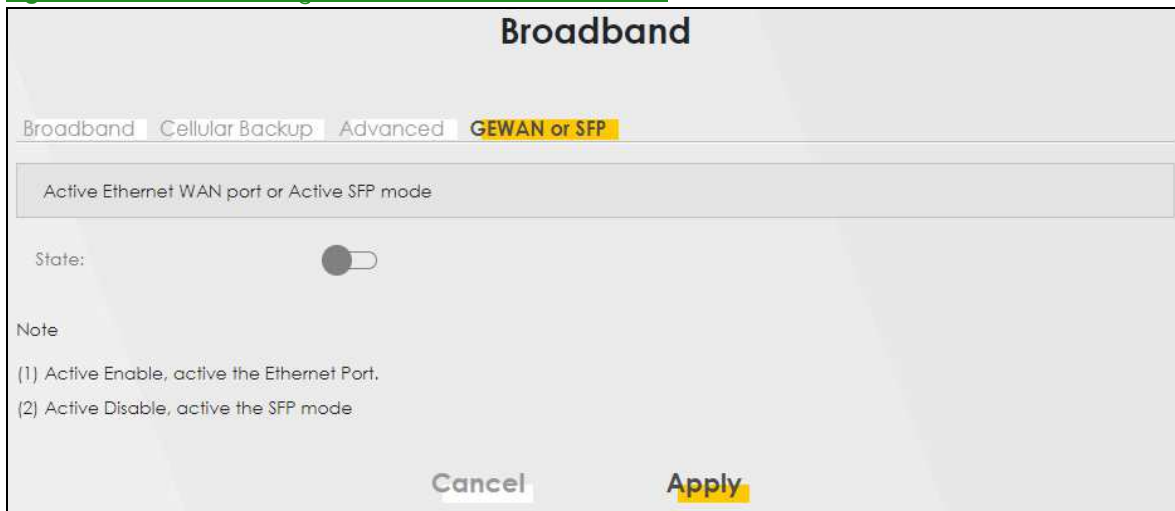 Broadband
Broadband Cellular Backup Advanced GEWAN or SFP
Active Ethernet WAN port or Active SFP mode
State:
Note
(1) Active Enable, active the Ethernet Port.
(2) Active Disable, active the SFP mode
Cancel Apply